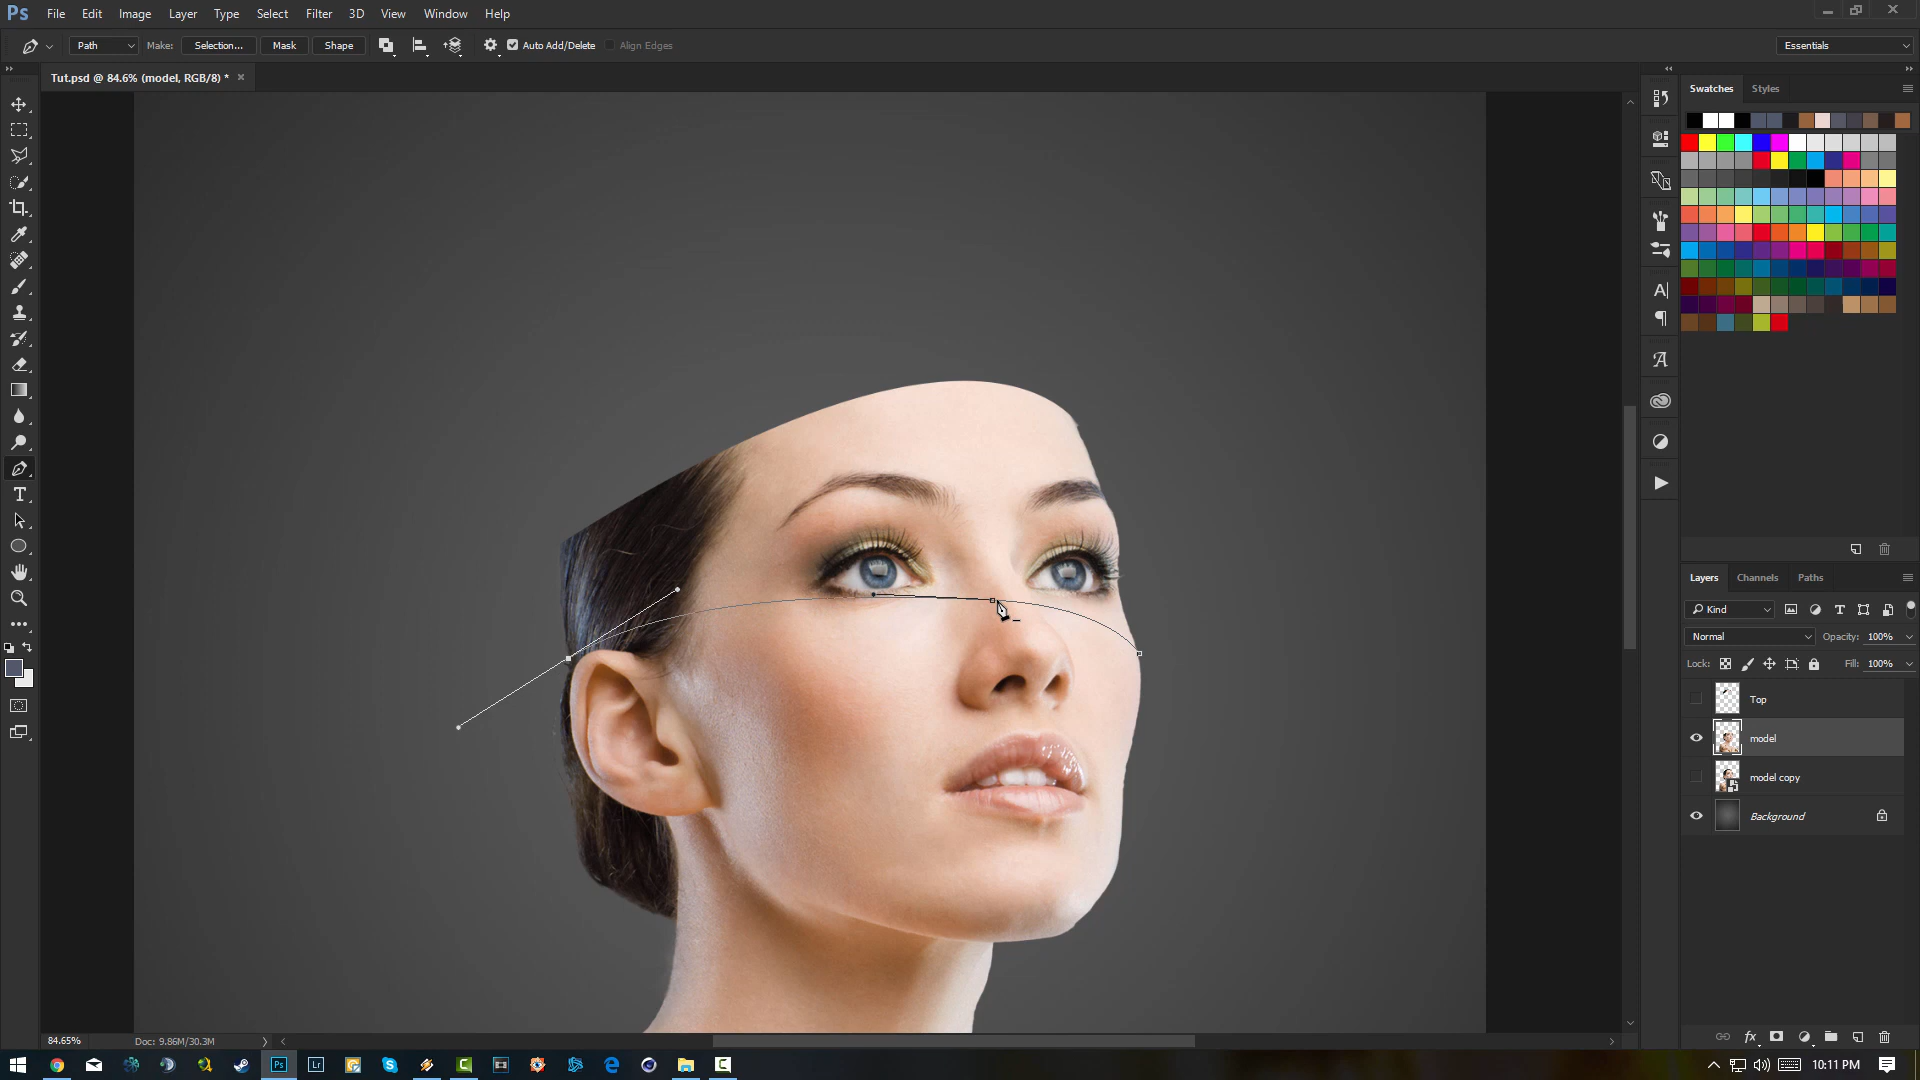 Ps File Edit Image Layer Type Select Filter 3D View Window Help
Path Make: Selection... Mask Shape Auto Add/Delete Align Edges Essentials
Tut.psd @ 84.6% (model, RGB/8) * ×
Swatches Styles
Layers Channels Paths
Kind
Normal Opacity: 100%
Lock: Fill: 100%
Top
model
model copy
Background
84.65% Doc: 9.86M/30.3M
10:11 PM